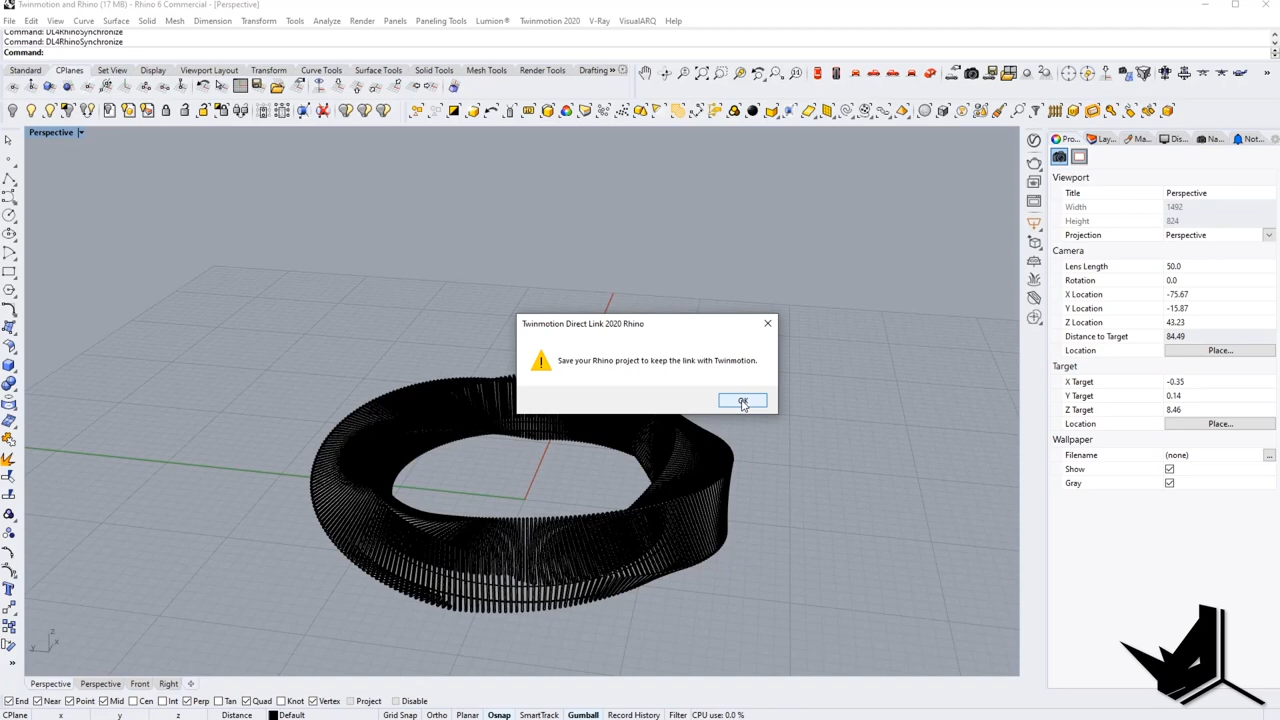 Twinmotion and Rhino (17 MB) - Rhino 6 Commercial - [Perspective]
File Edit View Curve Surface Solid Mesh Dimension Transform Tools Analyze Render Panels Paneling Tools Lumion® Twinmotion 2020 V-Ray VisualARQ Help
Command: DL4RhinoSynchronize
Command: DL4RhinoSynchronize
Command:
Standard CPlanes Set View Display Viewport Layout Transform Curve Tools Surface Tools Solid Tools Mesh Tools Render Tools Drafting »
Perspective
Pro... Lay... Ma... Dis... Na... Not...
Viewport
Title Perspective
Width 1492
Height 824
Projection Perspective
Camera
Lens Length 50.0
Rotation 0.0
X Location -75.67
Y Location -15.87
Z Location 43.23
Distance to Target 84.49
Location Place...
Target
X Target -0.35
Y Target 0.14
Z Target 8.46
Location Place...
Wallpaper
Filename (none) ...
Show
Gray
Twinmotion Direct Link 2020 Rhino
Save your Rhino project to keep the link with Twinmotion.
OK
z
x
Perspective Perspective Front Right
End Near Point Mid Cen Int Perp Tan Quad Knot Vertex Project Disable
CPlane x y z Distance Default Grid Snap Ortho Planar Osnap SmartTrack Gumball Record History Filter CPU use: 0.0 %